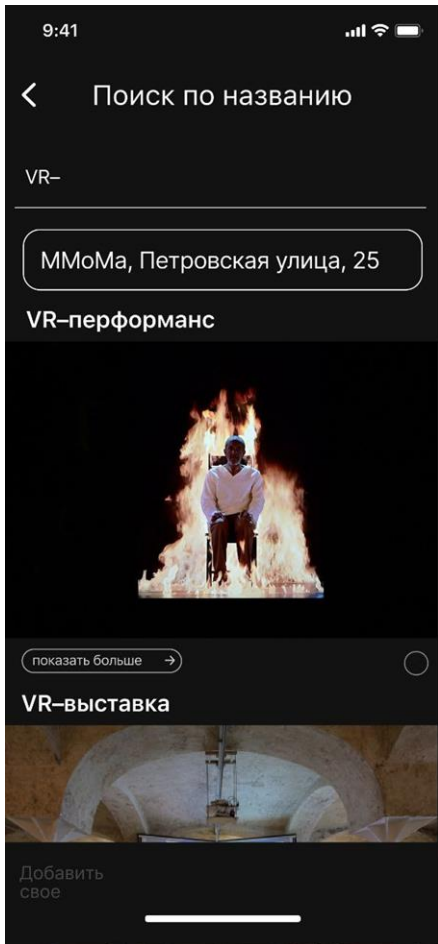 9:41
Поиск по названию
VR–
ММоМа, Петровская улица, 25
VR–перформанс
показать больше →
VR–выставка
Добавить
свое